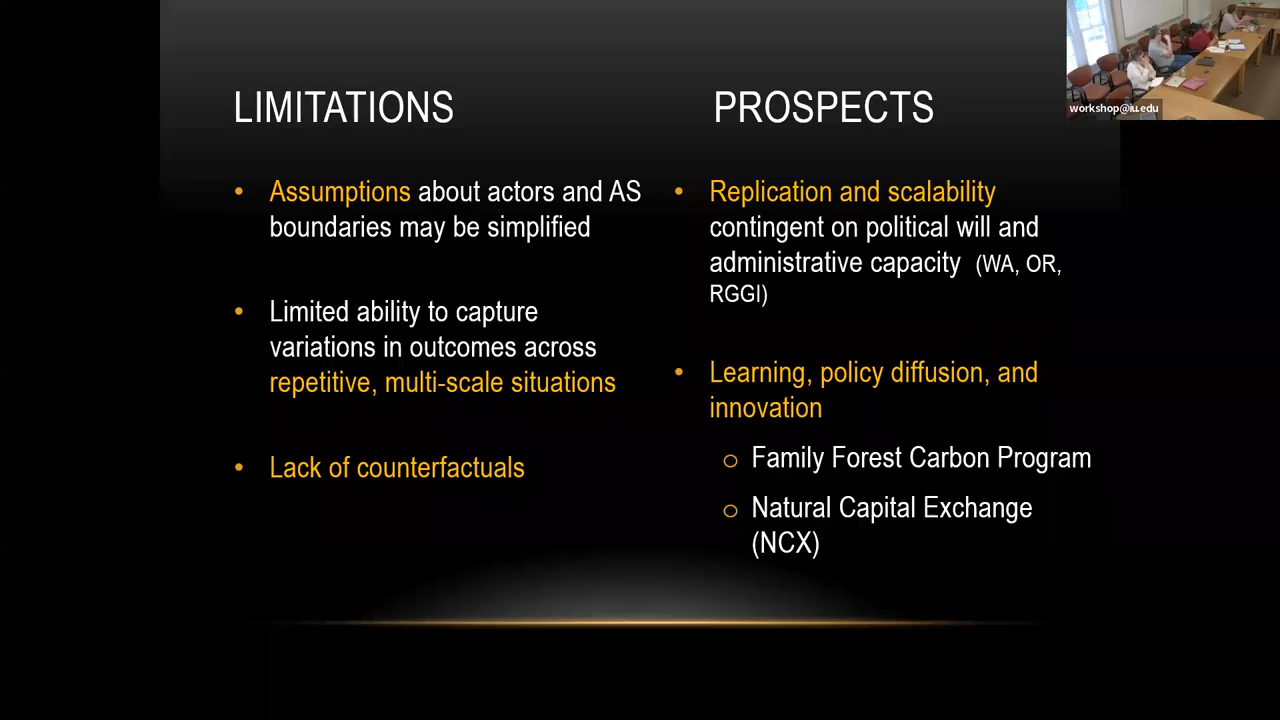 LIMITATIONS
• Assumptions about actors and AS
boundaries may be simplified
• Limited ability to capture
variations in outcomes across
repetitive, multi-scale situations
• Lack of counterfactuals
PROSPECTS
• Replication and scalability
contingent on political will and
administrative capacity (WA, OR,
RGGI)
• Learning, policy diffusion, and
innovation
o Family Forest Carbon Program
o Natural Capital Exchange
(NCX)
workshop@iu.edu